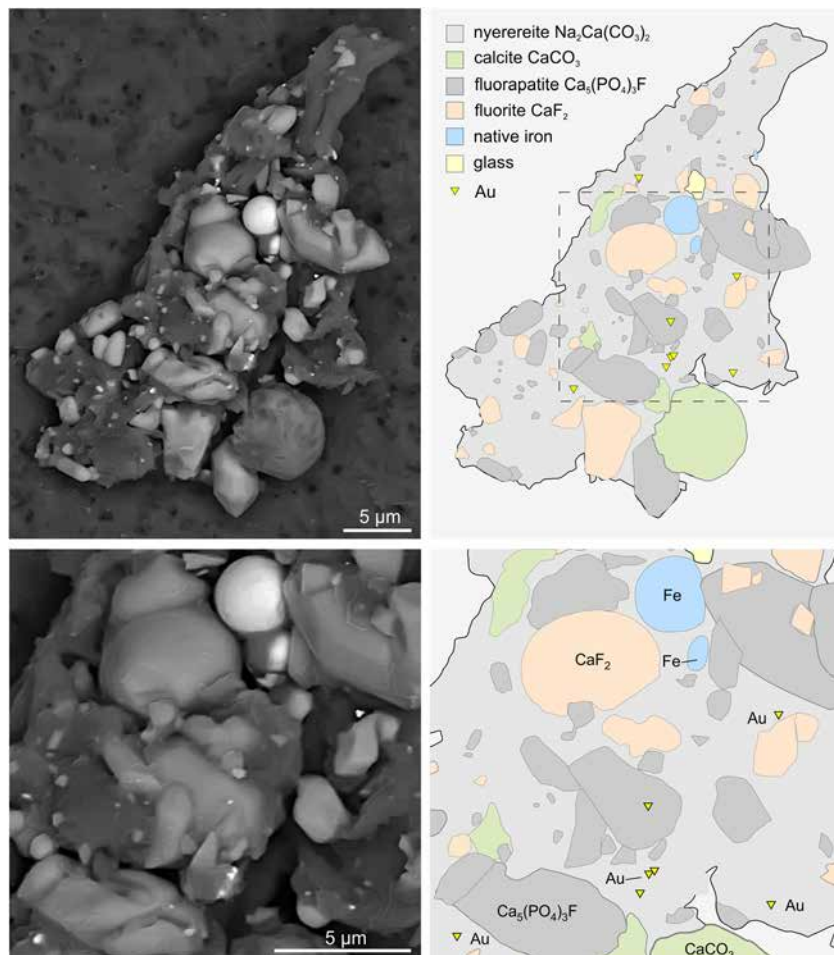 nyerereite Na₂Ca(CO₃)₂
calcite CaCO₃
fluorapatite Ca₅(PO₄)₃F
fluorite CaF₂
native iron
glass
Au
5 µm
Fe
CaF₂
Fe
Au
Au
Ca₅(PO₄)₃F
Au
Au
CaCO₃
5 µm